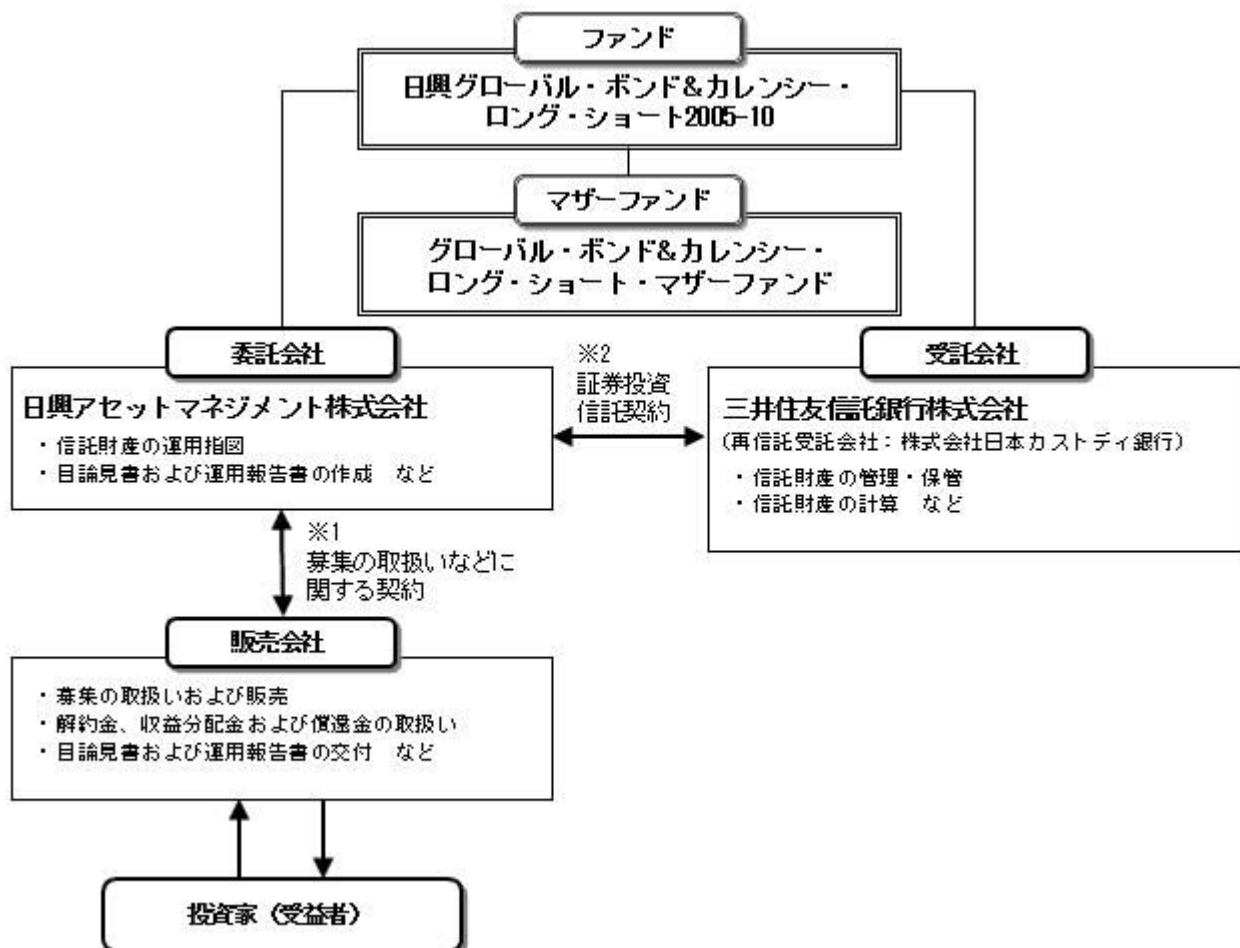 ファンド
日興グローバル・ボンド&カレンシー・
ロング・ショート2005-10
マザーファンド
グローバル・ボンド&カレンシー・
ロング・ショート・マザーファンド
委託会社
日興アセットマネジメント株式会社
・信託財産の運用指図
・目論見書および運用報告書の作成 など
※2
証券投資
信託契約
受託会社
三井住友信託銀行株式会社
(再信託受託会社：株式会社日本カストディ銀行)
・信託財産の管理・保管
・信託財産の計算 など
※1
募集の取扱いなどに
関する契約
販売会社
・募集の取扱いおよび販売
・解約金、収益分配金および償還金の取扱い
・目論見書および運用報告書の交付 など
投資家（受益者）